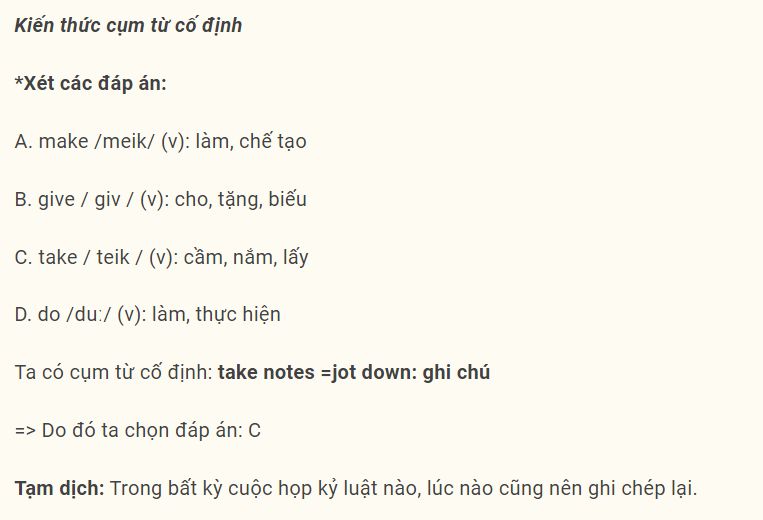 Kiến thức cụm từ cố định
*Xét các đáp án:
A. make /meik/ (v): làm, chế tạo
B. give / giv / (v): cho, tặng, biếu
C. take / teik / (v): cầm, nắm, lấy
D. do /duː/ (v): làm, thực hiện
Ta có cụm từ cố định: take notes =jot down: ghi chú
=> Do đó ta chọn đáp án: C
Tạm dịch: Trong bất kỳ cuộc họp kỷ luật nào, lúc nào cũng nên ghi chép lại.